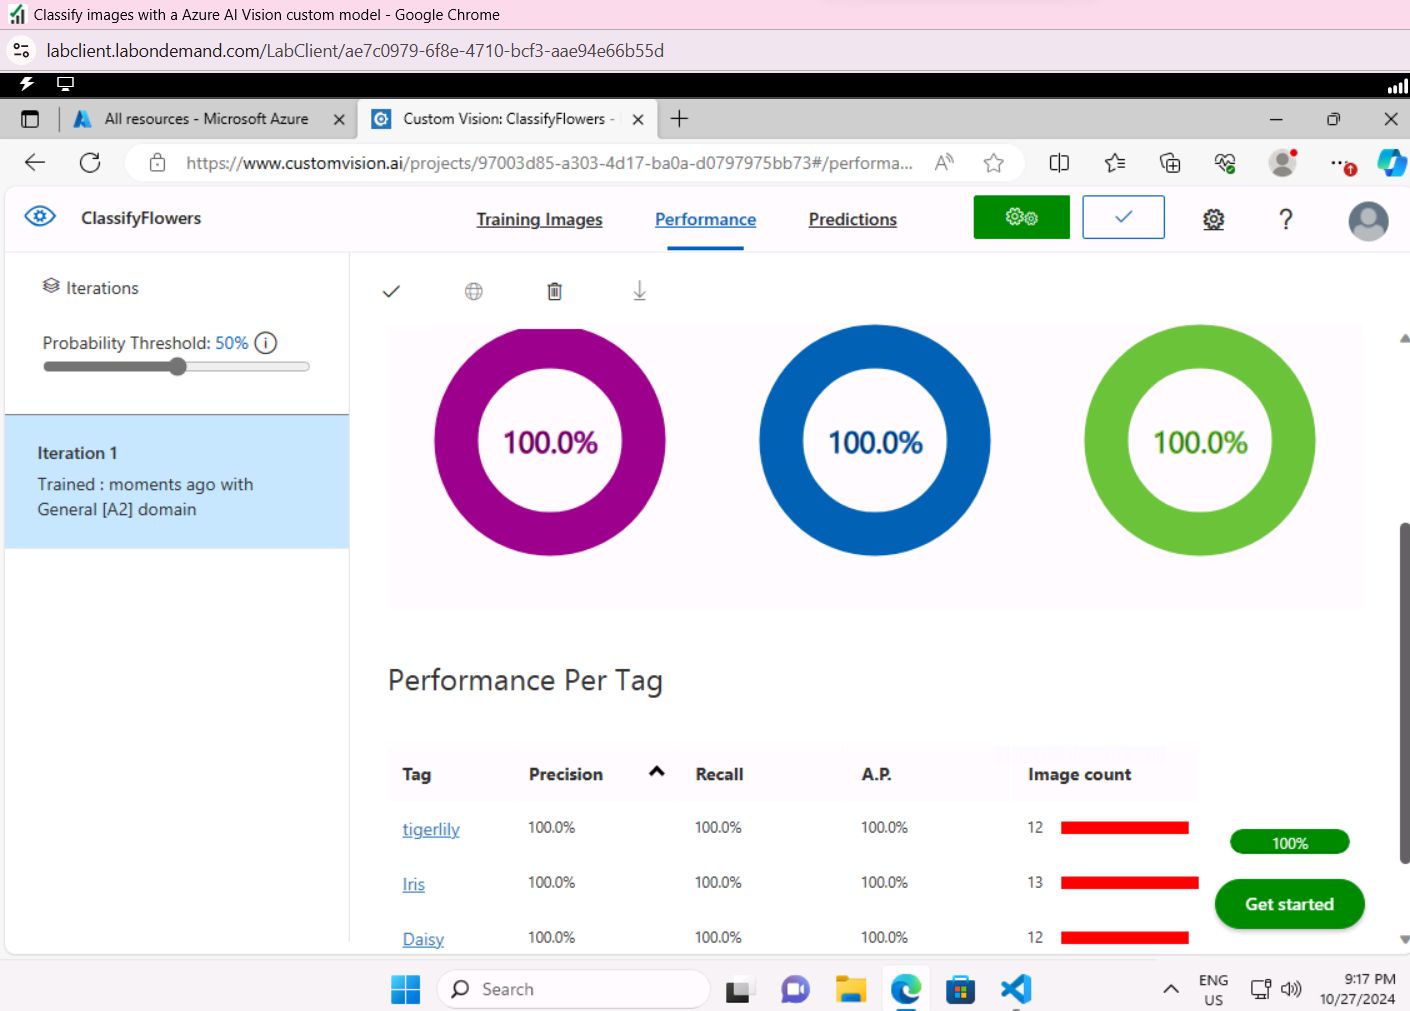 Classify images with a Azure AI Vision custom model - Google Chrome
labclient.labondemand.com/LabClient/ae7c0979-6f8e-4710-bcf3-aae94e66b55d
All resources - Microsoft Azure
Custom Vision: ClassifyFlowers -
https://www.customvision.ai/projects/97003d85-a303-4d17-ba0a-d0797975bb73#/performa...
ClassifyFlowers
Training Images
Performance
Predictions
?
Iterations
Probability Threshold: 50%
Iteration 1
Trained : moments ago with
General [A2] domain
100.0%
100.0%
100.0%
Performance Per Tag
Tag Precision Recall A.P. Image count
tigerlily 100.0% 100.0% 100.0% 12
Iris 100.0% 100.0% 100.0% 13
Daisy 100.0% 100.0% 100.0% 12
100%
Get started
Search
ENG
US
9:17 PM
10/27/2024